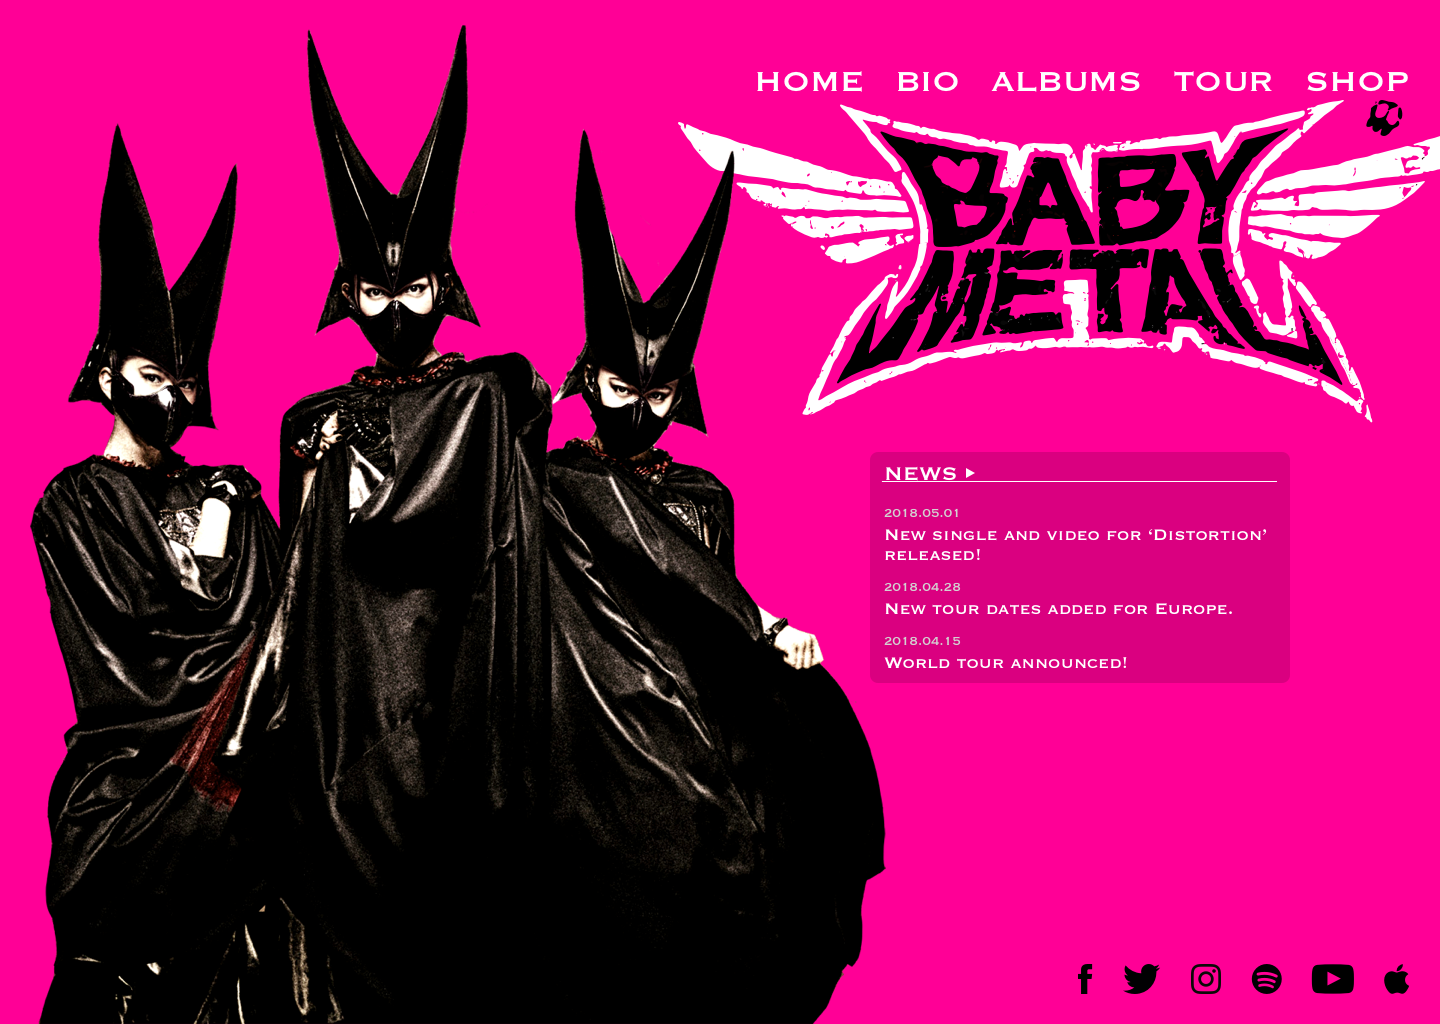 HOME BIO ALBUMS TOUR SHOP
BABY
METAL
NEWS
2018.05.01
New single and video for ‘Distortion’
released!
2018.04.28
New tour dates added for Europe.
2018.04.15
World tour announced!